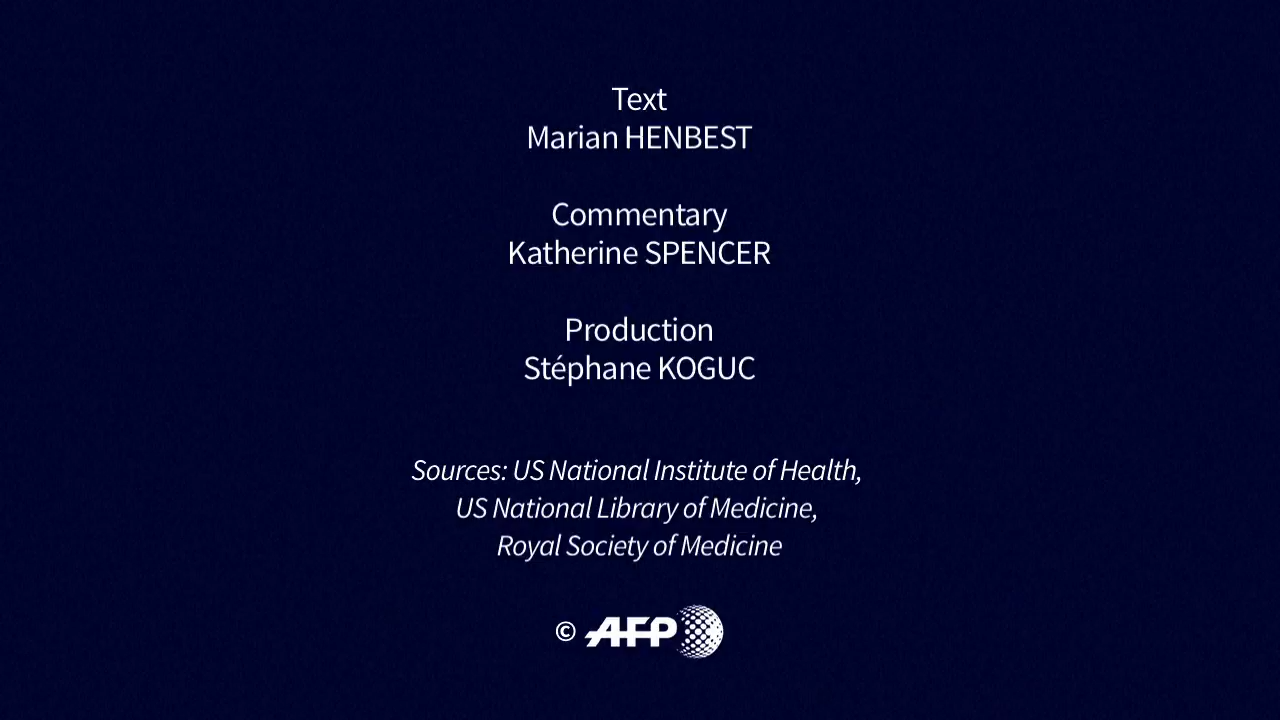 Text
Marian HENBEST
Commentary
Katherine SPENCER
Production
Stéphane KOGUC
Sources: US National Institute of Health,
US National Library of Medicine,
Royal Society of Medicine
© AFP